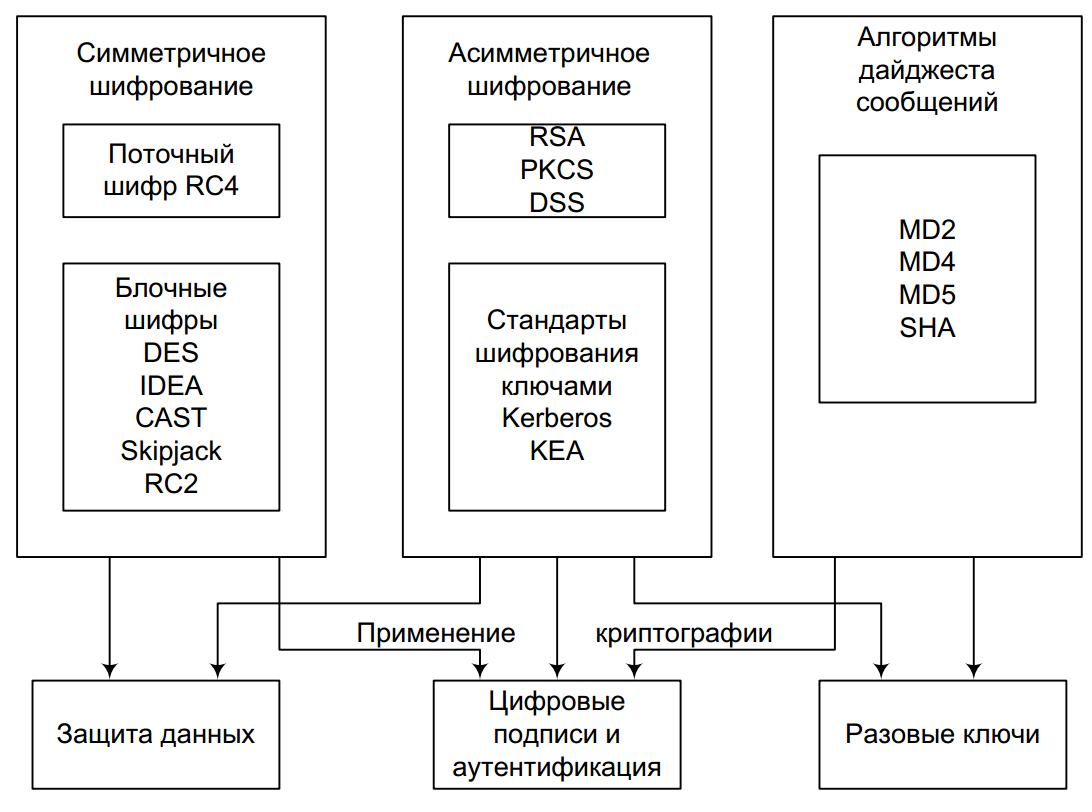 Симметричное
шифрование
Поточный
шифр RC4
Блочные
шифры
DES
IDEA
CAST
Skipjack
RC2
Асимметричное
шифрование
RSA
PKCS
DSS
Стандарты
шифрования
ключами
Kerberos
KEA
Алгоритмы
дайджеста
сообщений
MD2
MD4
MD5
SHA
Применение криптографии
Защита данных
Цифровые
подписи и
аутентификация
Разовые ключи